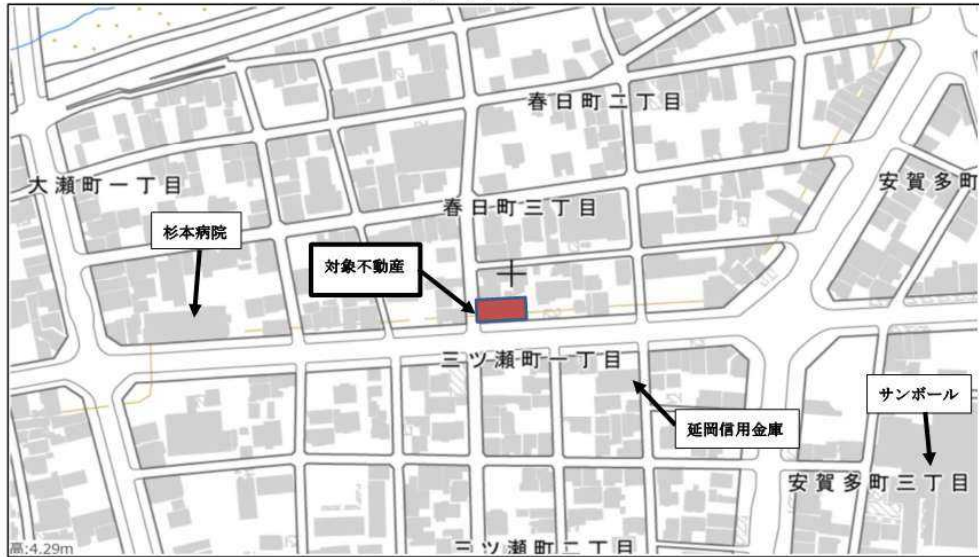 春日町二丁目
大瀬町一丁目
安賀多町
春日町三丁目
杉本病院
対象不動産
三ツ瀬町一丁目
サンボール
延岡信用金庫
安賀多町三丁目
三ツ瀬町二丁目
高:4.29m